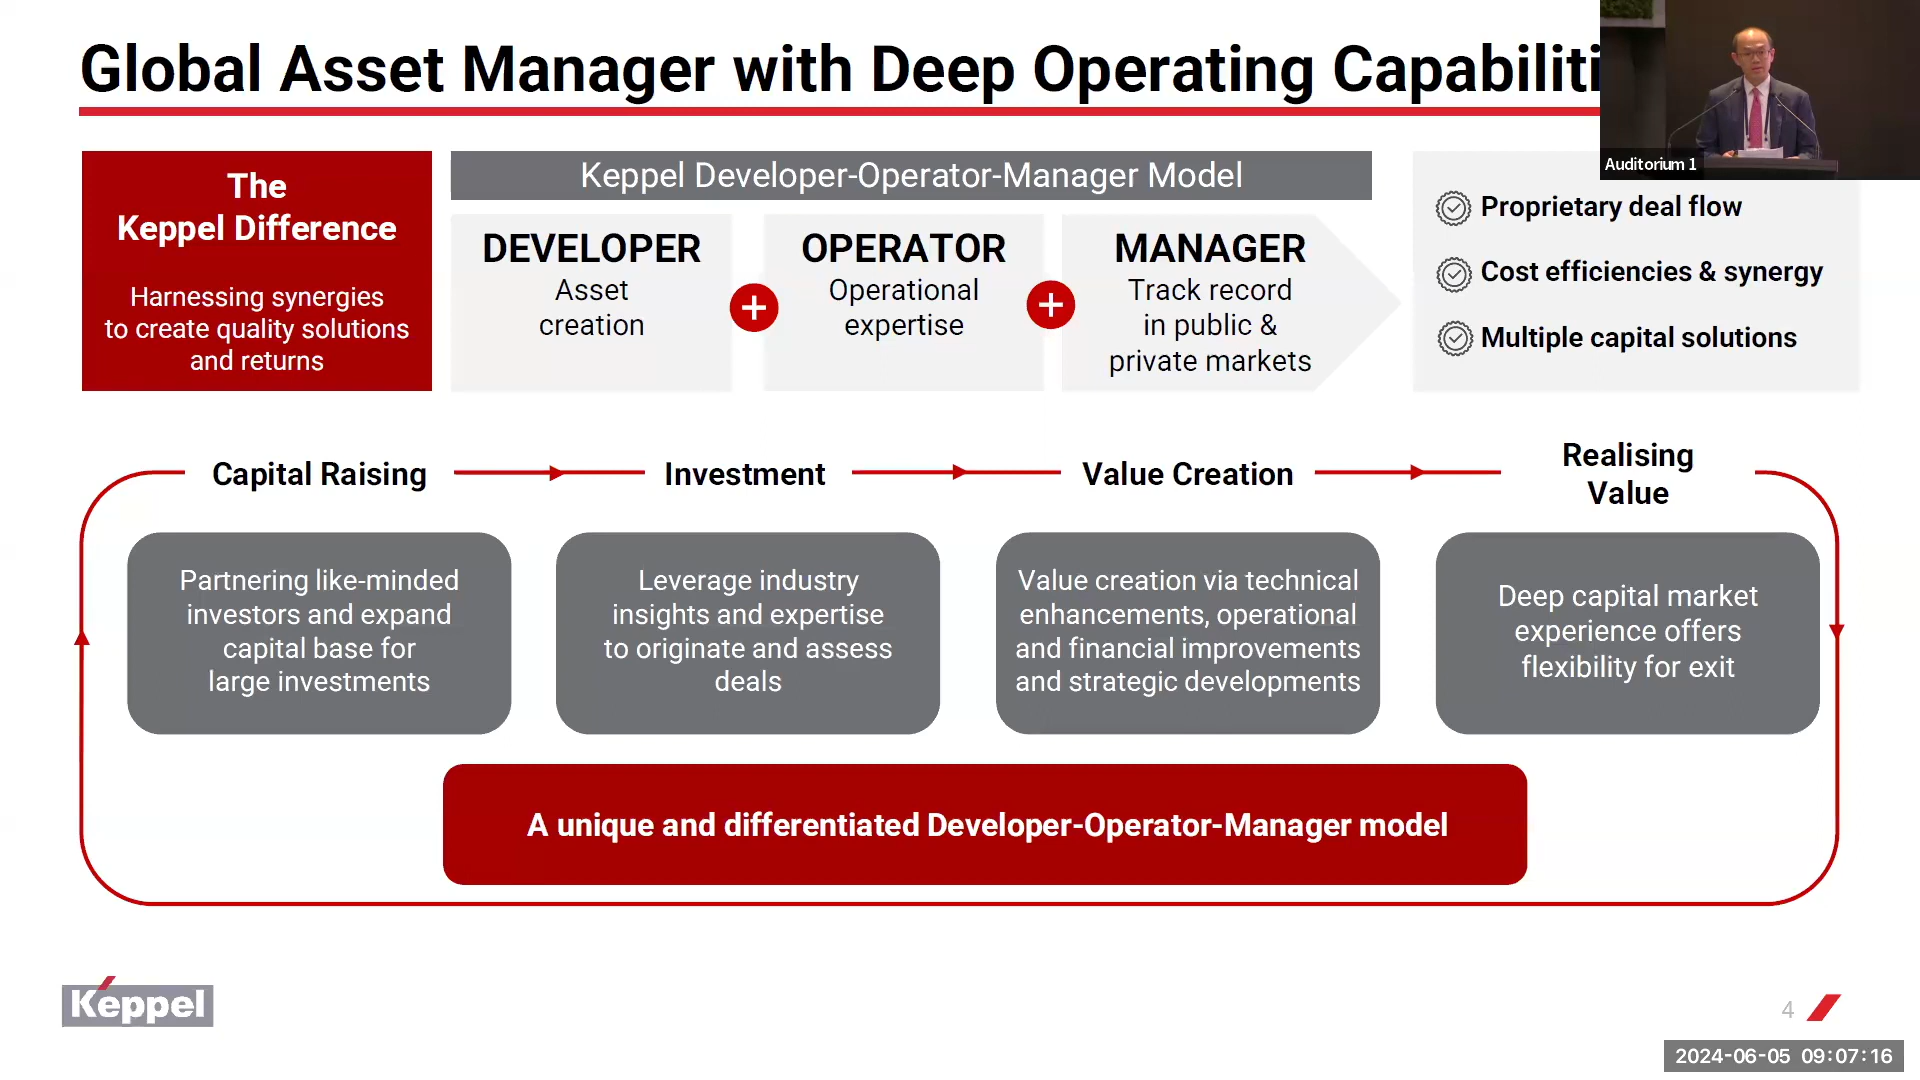 Global Asset Manager with Deep Operating Capabiliti
Auditorium 1
The
Keppel Difference
Harnessing synergies
to create quality solutions
and returns
Keppel Developer-Operator-Manager Model
DEVELOPER
Asset
creation
OPERATOR
Operational
expertise
MANAGER
Track record
in public &
private markets
Proprietary deal flow
Cost efficiencies & synergy
Multiple capital solutions
Capital Raising
Investment
Value Creation
Realising
Value
Partnering like-minded
investors and expand
capital base for
large investments
Leverage industry
insights and expertise
to originate and assess
deals
Value creation via technical
enhancements, operational
and financial improvements
and strategic developments
Deep capital market
experience offers
flexibility for exit
A unique and differentiated Developer-Operator-Manager model
Keppel
4
2024-06-05 09:07:16